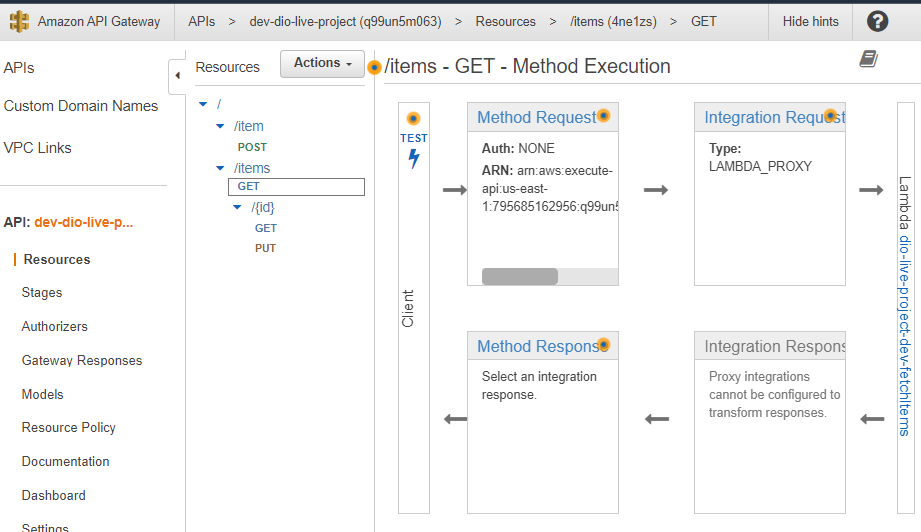 Amazon API Gateway
APIs > dev-dio-live-project (q99un5m063) > Resources > /items (4ne1zs) > GET
Hide hints
?
APIs
Custom Domain Names
VPC Links
API: dev-dio-live-p...
Resources
Stages
Authorizers
Gateway Responses
Models
Resource Policy
Documentation
Dashboard
Settings
Resources
Actions
/
/item
POST
/items
GET
/{id}
GET
PUT
/items - GET - Method Execution
TEST
Client
Method Request
Auth: NONE
ARN: arn:aws:execute-
api:us-east-
1:795685162956:q99un5
Integration Request
Type:
LAMBDA_PROXY
Method Response
Select an integration
response.
Integration Respons
Proxy integrations
cannot be configured to
transform responses.
Lambda dio-live-project-dev-fetchItems